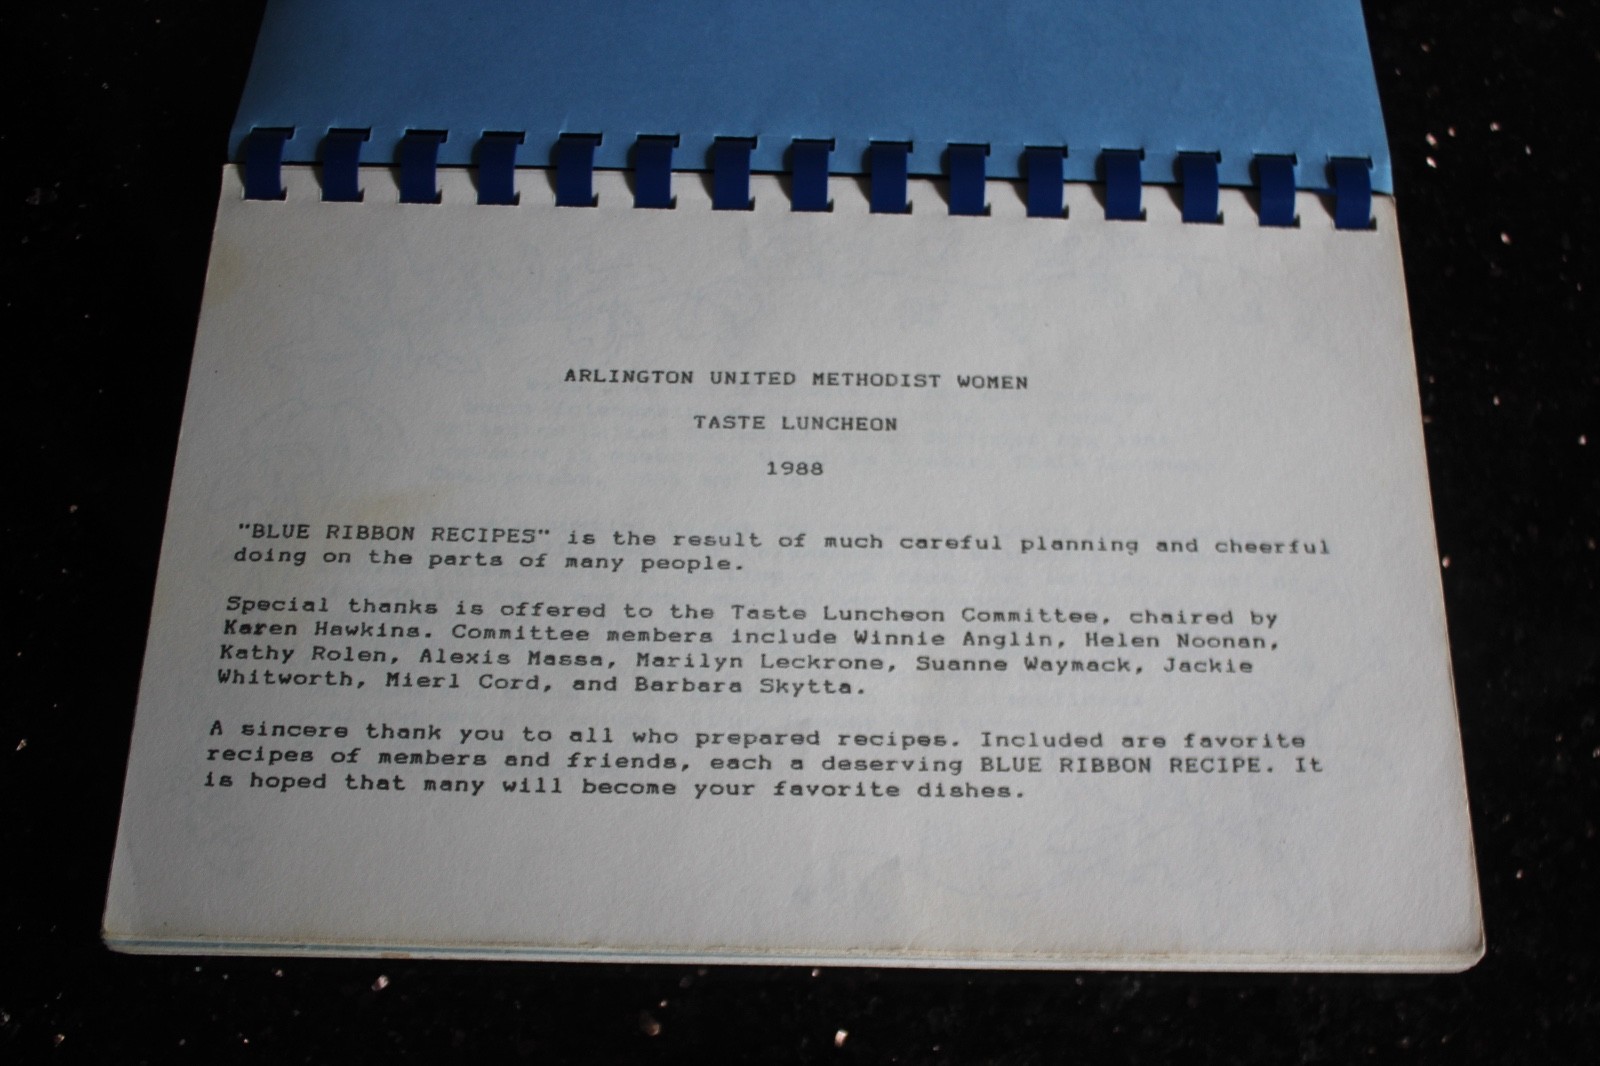 ARLINGTON UNITED METHODIST WOMEN
TASTE LUNCHEON
1988
"BLUE RIBBON RECIPES" is the result of much careful planning and cheerful
doing on the parts of many people.
Special thanks is offered to the Taste Luncheon Committee, chaired by
Karen Hawkins. Committee members include Winnie Anglin, Helen Noonan,
Kathy Rolen, Alexis Massa, Marilyn Leckrone, Suanne Waymack, Jackie
Whitworth, Mierl Cord, and Barbara Skytta.
A sincere thank you to all who prepared recipes. Included are favorite
recipes of members and friends, each a deserving BLUE RIBBON RECIPE. It
is hoped that many will become your favorite dishes.